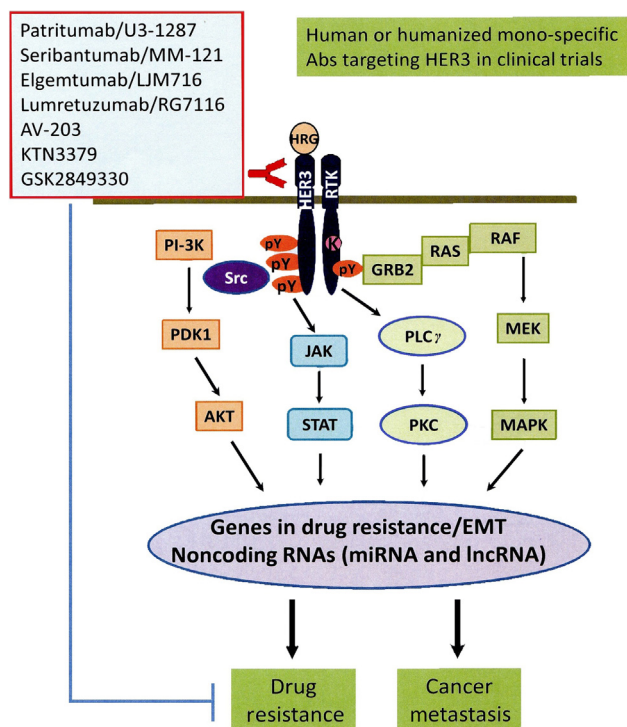 Patritumab/U3-1287
Seribantumab/MM-121
Elgemtumab/LJM716
Lumretuzumab/RG7116
AV-203
KTN3379
GSK2849330
Human or humanized mono-specific
Abs targeting HER3 in clinical trials
HRG
HER3
RTK
PI-3K
Src
pY
pY
pY
K
pY
GRB2
RAS
RAF
PDK1
JAK
PLCγ
MEK
AKT
STAT
PKC
MAPK
Genes in drug resistance/EMT
Noncoding RNAs (miRNA and lncRNA)
Drug
resistance
Cancer
metastasis